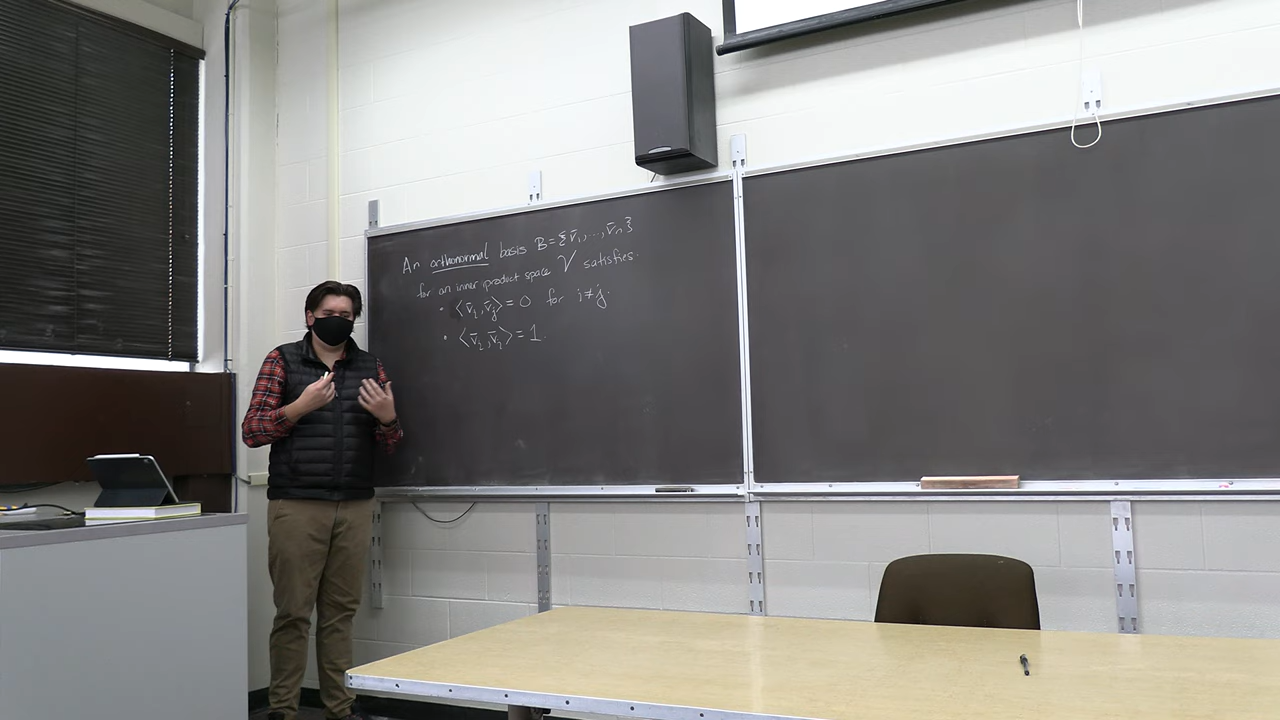 An orthonormal basis B = {v̄₁, ..., v̄ₙ}
for an inner product space V satisfies.
• ⟨v̄ᵢ, v̄ⱼ⟩ = 0 for i ≠ j.
• ⟨v̄ᵢ, v̄ᵢ⟩ = 1.